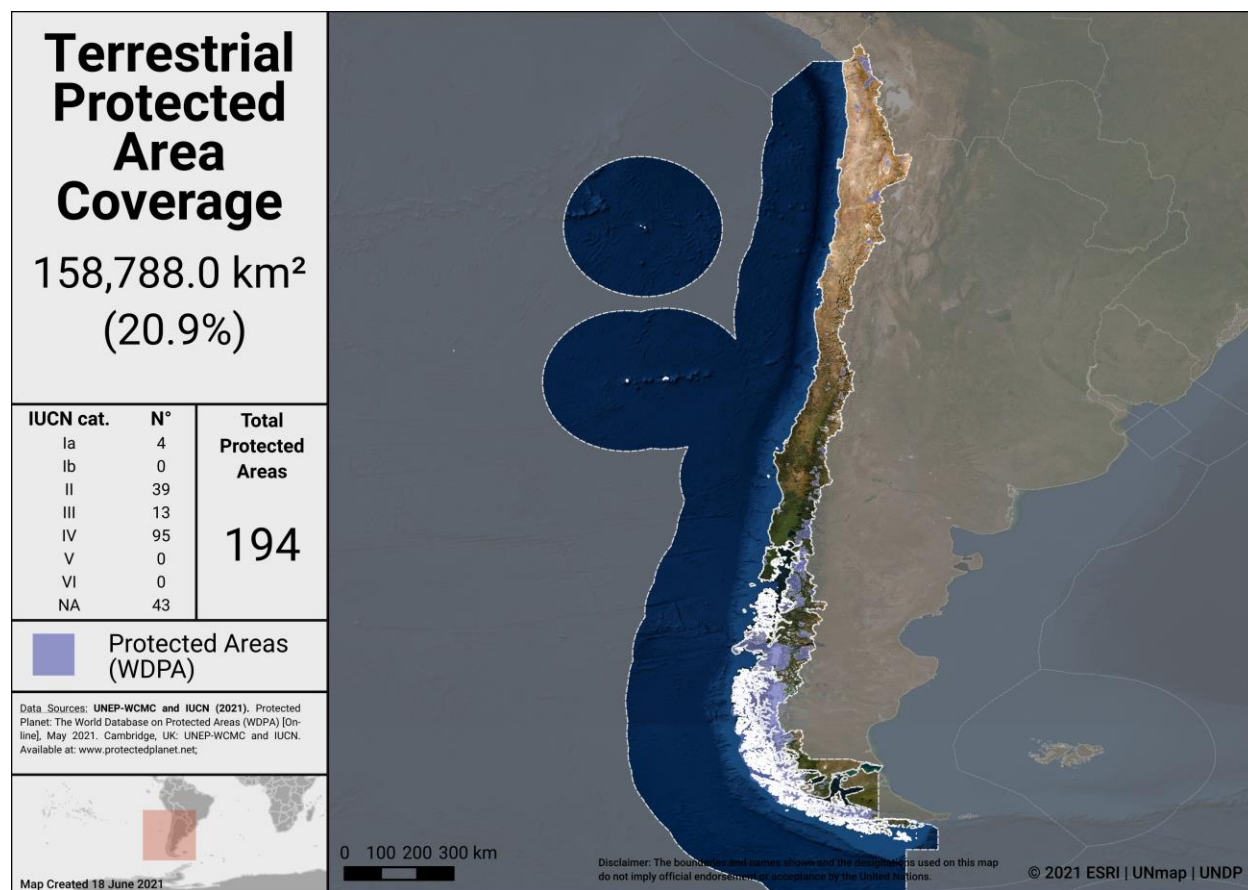 Terrestrial
Protected
Area
Coverage
158,788.0 km²
(20.9%)
IUCN cat. N°
Ia 4
Ib 0
II 39
III 13
IV 95
V 0
VI 0
NA 43
Total
Protected
Areas
194
Protected Areas
(WDPA)
Data Sources: UNEP-WCMC and IUCN (2021). Protected
Planet: The World Database on Protected Areas (WDPA) [On-
line], May 2021. Cambridge, UK: UNEP-WCMC and IUCN.
Available at: www.protectedplanet.net;
Map Created 18 June 2021
0 100 200 300 km
Disclaimer: The boundaries and names shown and the designations used on this map
do not imply official endorsement or acceptance by the United Nations.
© 2021 ESRI | UNmap | UNDP